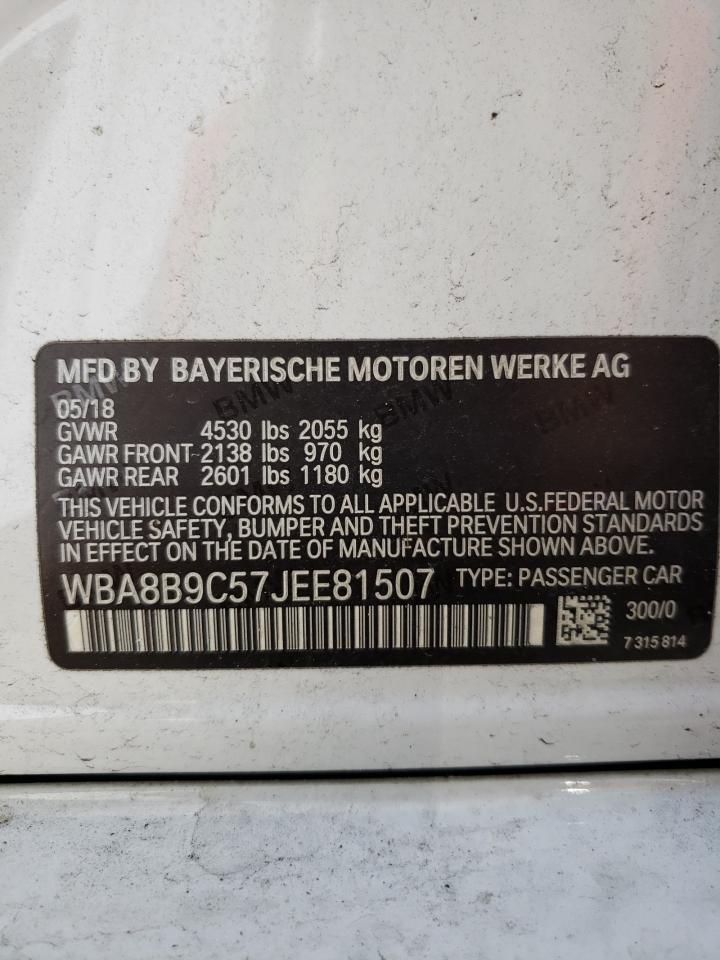 MFD BY BAYERISCHE MOTOREN WERKE AG
05/18
GVWR 4530 lbs 2055 kg
GAWR FRONT 2138 lbs 970 kg
GAWR REAR 2601 lbs 1180 kg
THIS VEHICLE CONFORMS TO ALL APPLICABLE U.S.FEDERAL MOTOR
VEHICLE SAFETY, BUMPER AND THEFT PREVENTION STANDARDS
IN EFFECT ON THE DATE OF MANUFACTURE SHOWN ABOVE.
WBA8B9C57JEE81507 TYPE: PASSENGER CAR
300/0
7 315 814
BMW
BMW
BMW